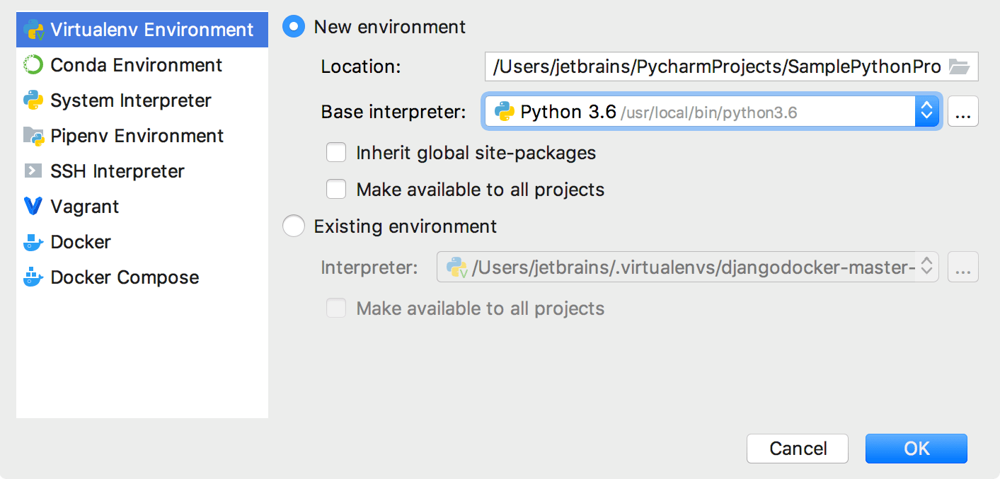 Virtualenv Environment
Conda Environment
System Interpreter
Pipenv Environment
SSH Interpreter
Vagrant
Docker
Docker Compose
New environment
Location: /Users/jetbrains/PycharmProjects/SamplePythonPro
Base interpreter: Python 3.6 /usr/local/bin/python3.6 ...
Inherit global site-packages
Make available to all projects
Existing environment
Interpreter: /Users/jetbrains/.virtualenvs/djangodocker-master- ...
Make available to all projects
Cancel OK